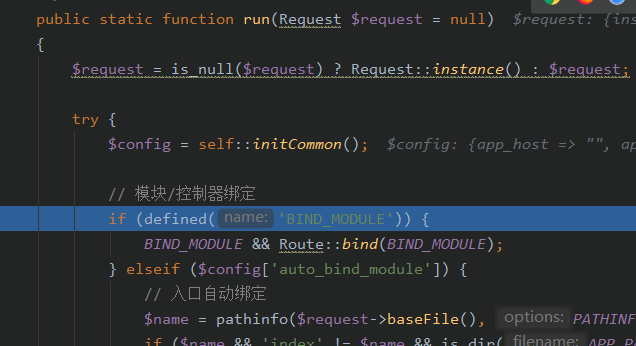 public static function run(Request $request = null)  $request: {ins
{
$request = is_null($request) ? Request::instance() : $request;
try {
$config = self::initCommon();  $config: {app_host => "", ap
// 模块/控制器绑定
if (defined( name: 'BIND_MODULE')) {
BIND_MODULE && Route::bind(BIND_MODULE);
} elseif ($config['auto_bind_module']) {
// 入口自动绑定
$name = pathinfo($request->baseFile(), options: PATHINF
if ($name && 'index' != $name && is_dir( filename: APP_P